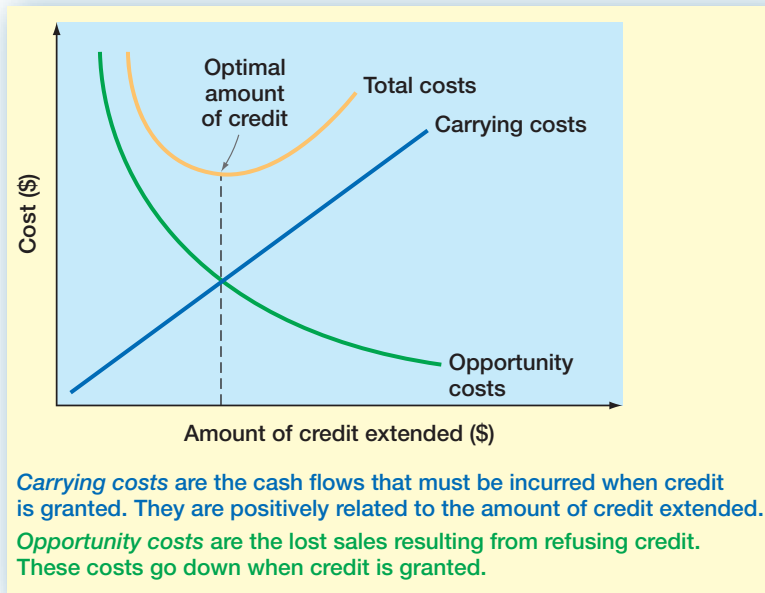 Optimal
amount
of credit
Total costs
Carrying costs
Cost ($)
Opportunity
costs
Amount of credit extended ($)
Carrying costs are the cash flows that must be incurred when credit
is granted. They are positively related to the amount of credit extended.
Opportunity costs are the lost sales resulting from refusing credit.
These costs go down when credit is granted.